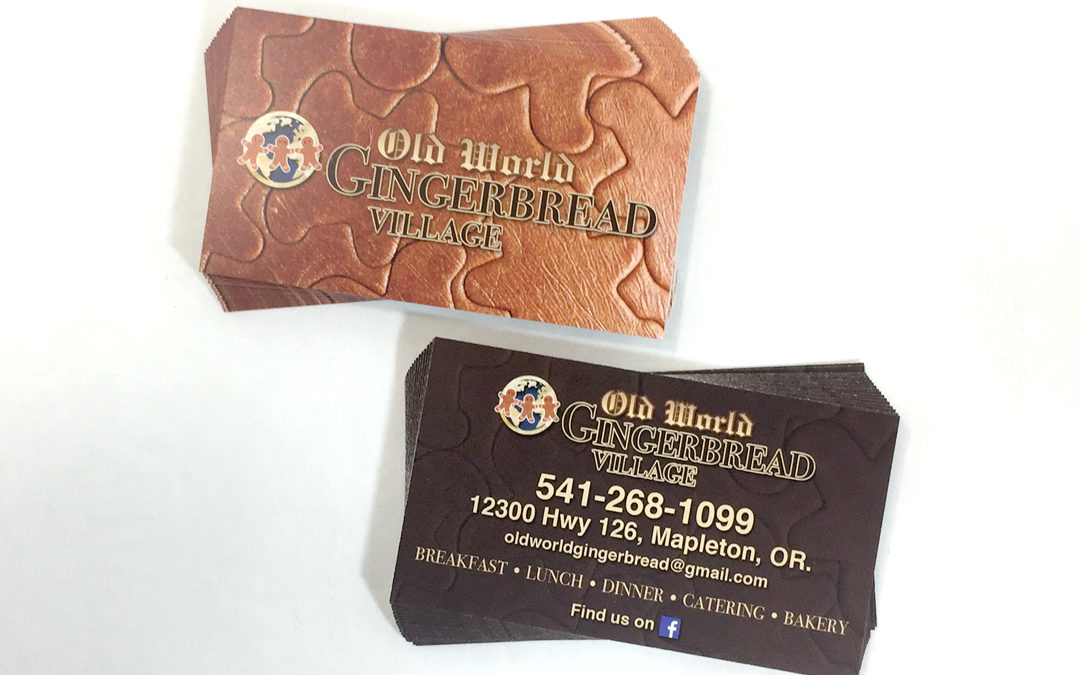 Old World
GINGERBREAD
VILLAGE
Old World
GINGERBREAD
VILLAGE
541-268-1099
12300 Hwy 126, Mapleton, OR.
oldworldgingerbread@gmail.com
BREAKFAST • LUNCH • DINNER • CATERING • BAKERY
Find us on f